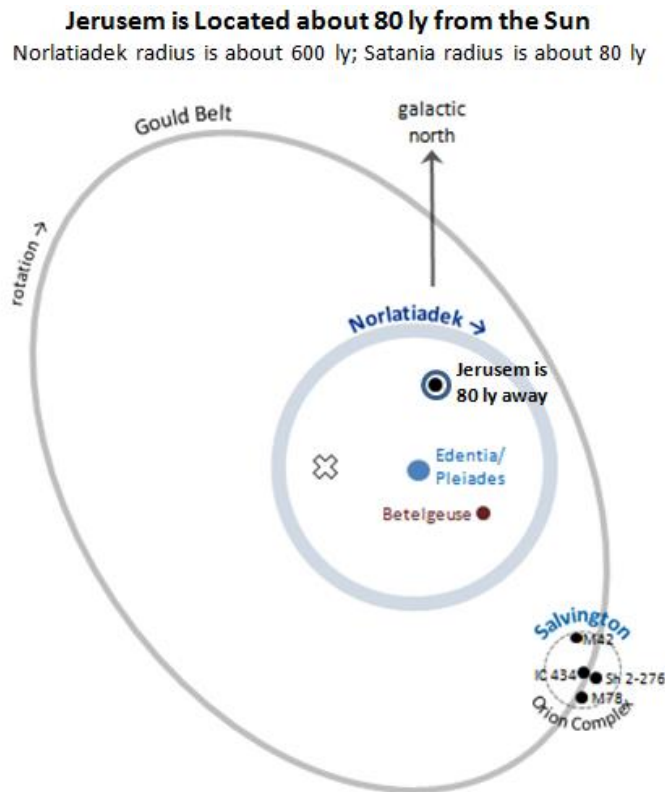 Jerusem is Located about 80 ly from the Sun
Norlatiadek radius is about 600 ly; Satania radius is about 80 ly
galactic
north
Gould Belt
rotation →
Norlatiadek →
Jerusem is
80 ly away
Edentia/
Pleiades
Betelgeuse
Salvington
M42
IC 434
Sh 2-276
M78
Orion Complex